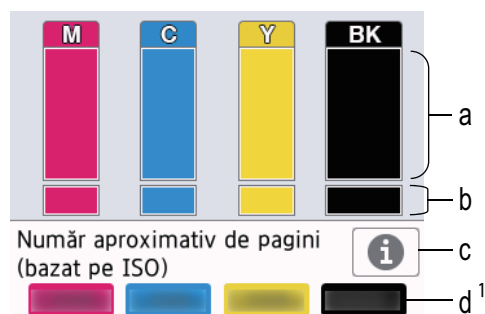 M C Y BK
a
b
Număr aproximativ de pagini
(bazat pe ISO)
i
c
d1